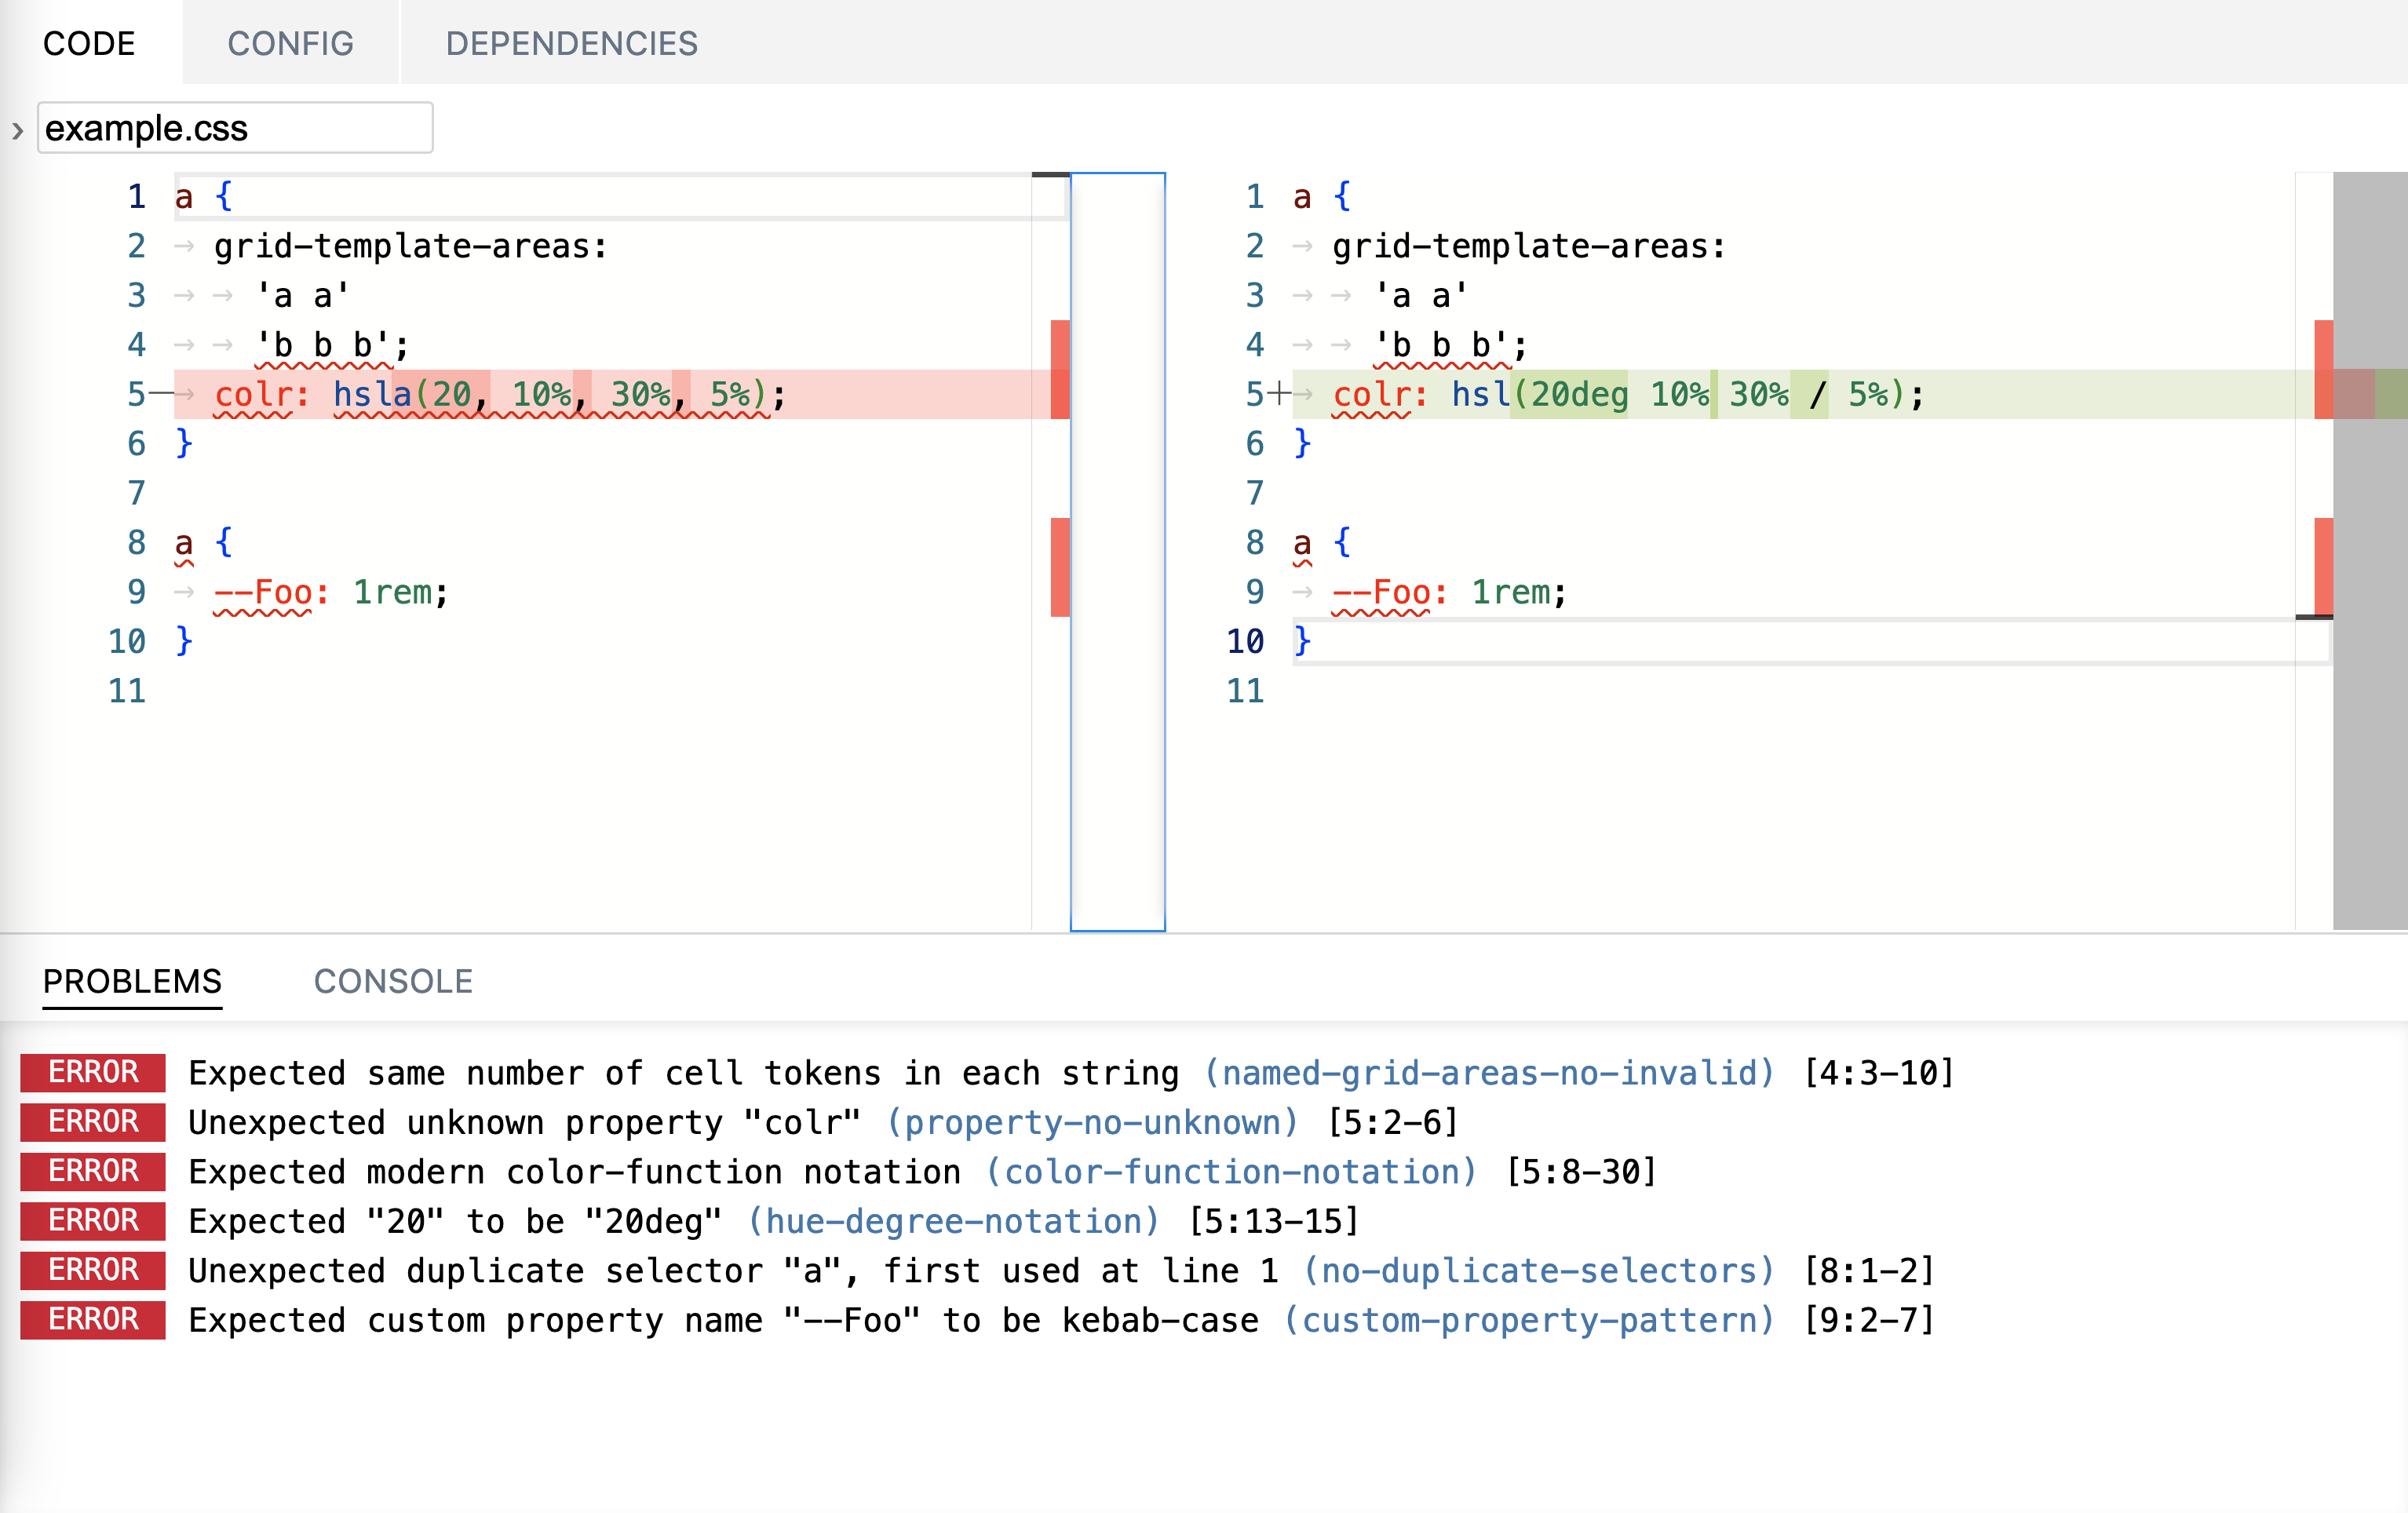 CODE CONFIG DEPENDENCIES
› example.css
1 a {
2 → grid-template-areas:
3 → → 'a a'
4 → → 'b b b';
5— → colr: hsla(20, 10%, 30%, 5%);
6 }
7
8 a {
9 → --Foo: 1rem;
10 }
11
1 a {
2 → grid-template-areas:
3 → → 'a a'
4 → → 'b b b';
5+ → colr: hsl(20deg 10% 30% / 5%);
6 }
7
8 a {
9 → --Foo: 1rem;
10 }
11
PROBLEMS CONSOLE
ERROR Expected same number of cell tokens in each string (named-grid-areas-no-invalid) [4:3-10]
ERROR Unexpected unknown property "colr" (property-no-unknown) [5:2-6]
ERROR Expected modern color-function notation (color-function-notation) [5:8-30]
ERROR Expected "20" to be "20deg" (hue-degree-notation) [5:13-15]
ERROR Unexpected duplicate selector "a", first used at line 1 (no-duplicate-selectors) [8:1-2]
ERROR Expected custom property name "--Foo" to be kebab-case (custom-property-pattern) [9:2-7]